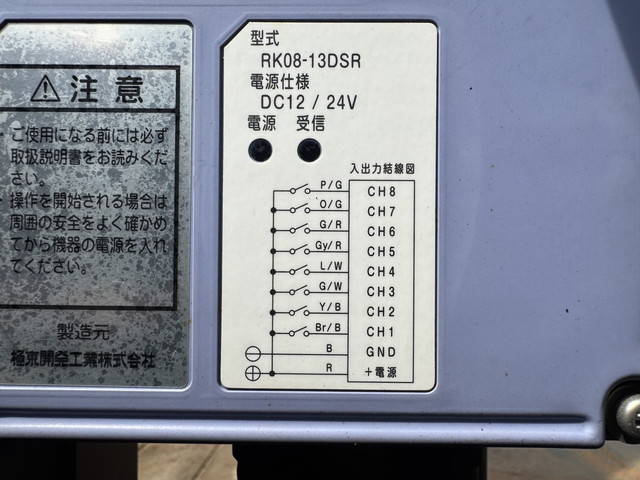 ⚠ 注意
・ご使用になる前には必ず
取扱説明書をお読みくだ
さい。
・操作を開始される場合は
周囲の安全をよく確かめ
てから機器の電源を入れ
てください。
製造元
極東開発工業株式会社
型式
RK08-13DSR
電源仕様
DC12 / 24V
電源 受信
入出力結線図
P/G CH8
O/G CH7
G/R CH6
Gy/R CH5
L/W CH4
G/W CH3
Y/B CH2
Br/B CH1
⊖ B GND
⊕ R +電源